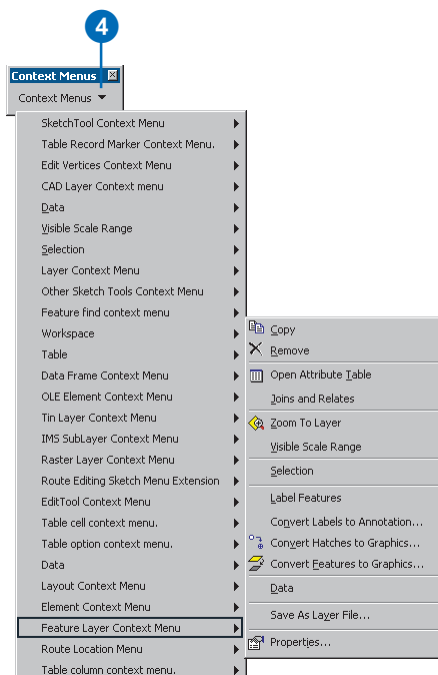 4
Context Menus
Context Menus
SketchTool Context Menu
Table Record Marker Context Menu.
Edit Vertices Context Menu
CAD Layer Context menu
Data
Visible Scale Range
Selection
Layer Context Menu
Other Sketch Tools Context Menu
Feature find context menu
Workspace
Table
Data Frame Context Menu
OLE Element Context Menu
Tin Layer Context Menu
IMS SubLayer Context Menu
Raster Layer Context Menu
Route Editing Sketch Menu Extension
EditTool Context Menu
Table cell context menu.
Table option context menu.
Data
Layout Context Menu
Element Context Menu
Feature Layer Context Menu
Route Location Menu
Table column context menu.
Copy
Remove
Open Attribute Table
Joins and Relates
Zoom To Layer
Visible Scale Range
Selection
Label Features
Convert Labels to Annotation...
Convert Hatches to Graphics...
Convert Features to Graphics...
Data
Save As Layer File...
Properties...